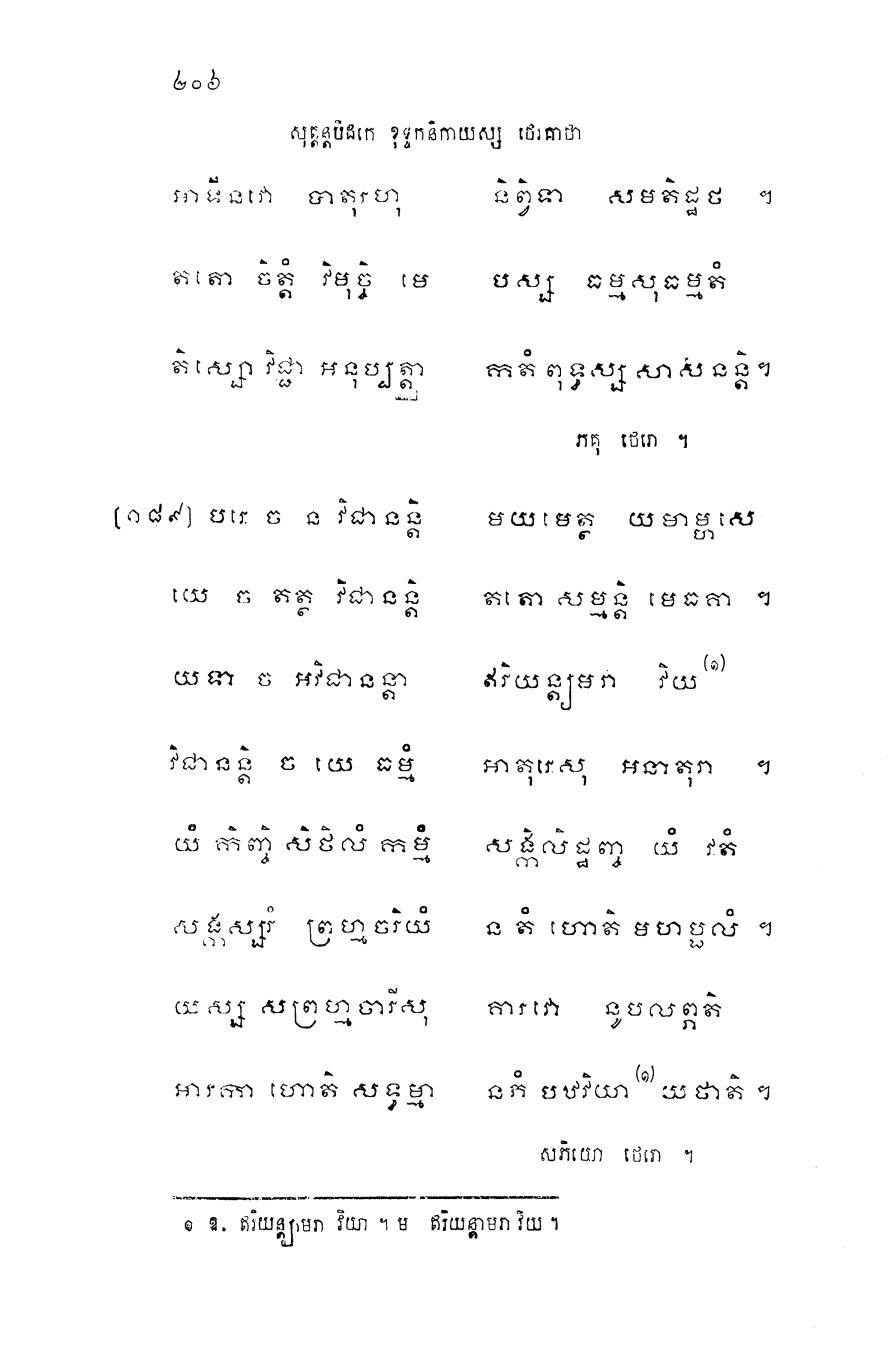 ៤០៦
សុត្តន្តបិដកេ ខុទ្ទកនិកាយស្ស ថេរគាថា
អាទីនវោ បាតុរហុ និព្វិទា សមតិដ្ឋថ ។
តតោ ចិត្តំ វិមុច្ចិ មេ បស្ស ធម្មសុធម្មតំ
តិស្សោ វិជ្ជា អនុប្បត្តា កតំ ពុទ្ធស្ស សាសនន្តិ។
ភគុ ថេរោ ។
(១៨៩) បរេ ច ន វិជានន្តិ មយមេត្ថ យមាម្ហសេ
យេ ច តត្ថ វិជានន្តិ តតោ សម្មន្តិ មេធគា ។
យទា ច អវិជានន្តា ឥរិយន្ត្យមរា វិយ(១)
វិជានន្តិ ច យេ ធម្មំ អាតុរេសុ អនាតុរា ។
យំ កិញ្ចិ សិថិលំ កម្មំ សង្កិលិដ្ឋញ្ច យំ វតំ
សង្កស្សរំ ព្រហ្មចរិយំ ន តំ ហោតិ មហប្ផលំ ។
យស្ស សព្រហ្មចារីសុ គារវោ នូបលព្ភតិ
អារកា ហោតិ សទ្ធម្មា នភំ បឋវិយា(១) យថាតិ ។
សភិយោ ថេរោ ។
១ ឱ. ឥរិយន្ត្យាមរា វិយា ។ ម ឥរិយន្តាមរា វិយ ។